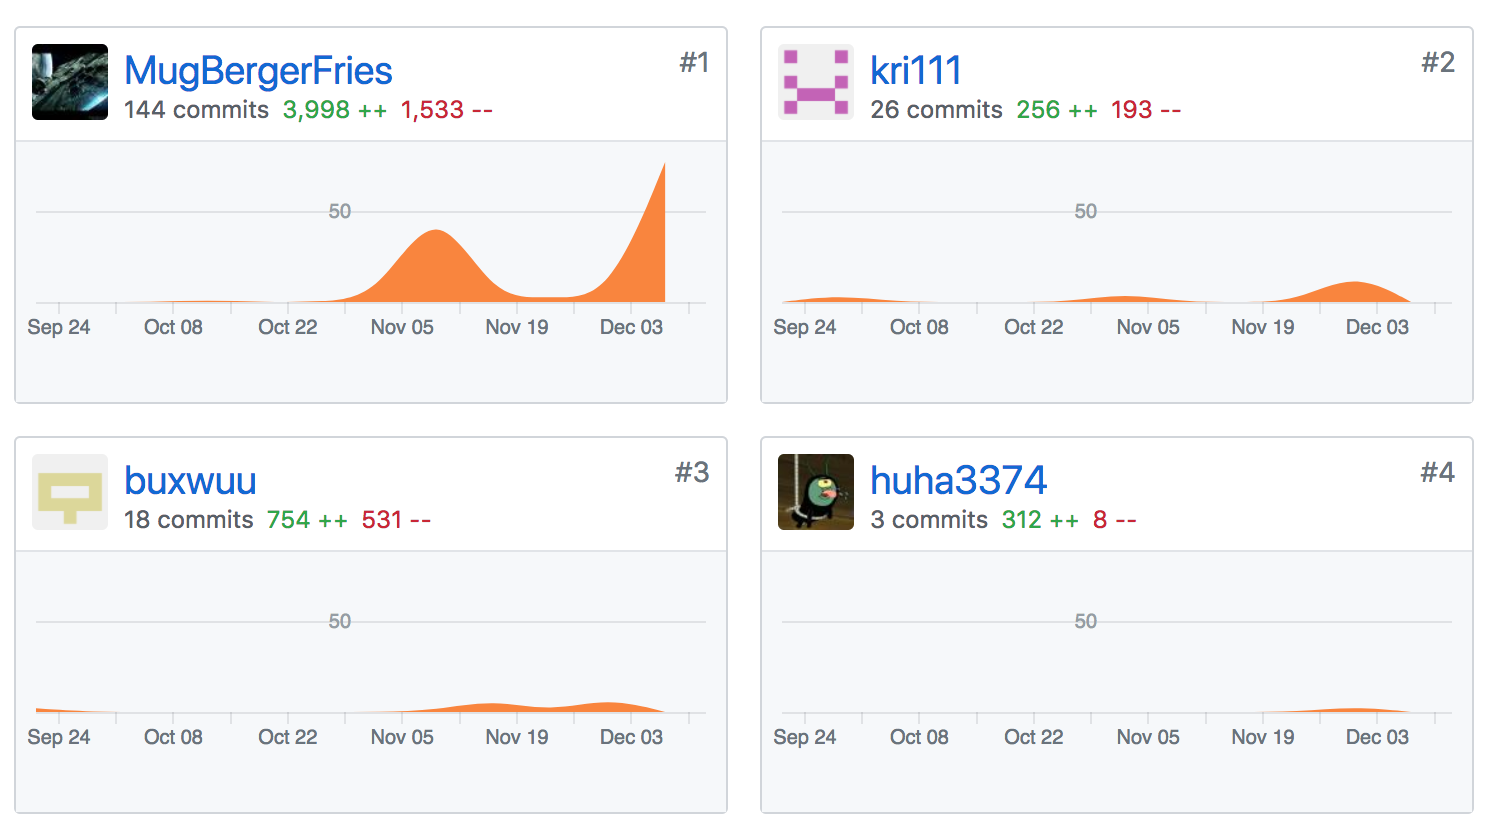 MugBergerFries #1
144 commits 3,998 ++ 1,533 --
50
Sep 24 Oct 08 Oct 22 Nov 05 Nov 19 Dec 03
kri111 #2
26 commits 256 ++ 193 --
50
Sep 24 Oct 08 Oct 22 Nov 05 Nov 19 Dec 03
buxwuu #3
18 commits 754 ++ 531 --
50
Sep 24 Oct 08 Oct 22 Nov 05 Nov 19 Dec 03
huha3374 #4
3 commits 312 ++ 8 --
50
Sep 24 Oct 08 Oct 22 Nov 05 Nov 19 Dec 03